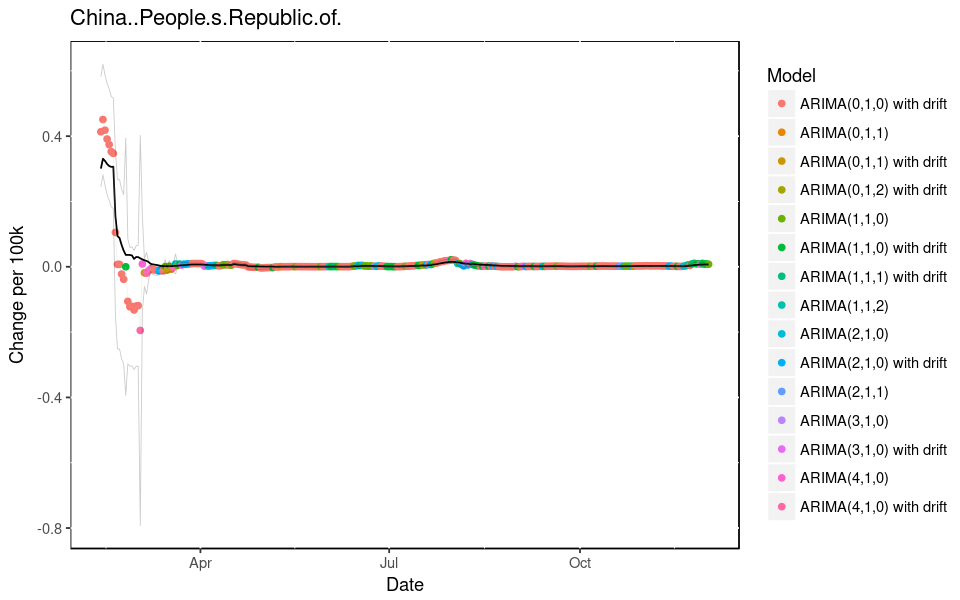 China..People.s.Republic.of.
Change per 100k
0.4
0.0
-0.4
-0.8
Apr
Jul
Oct
Date
Model
ARIMA(0,1,0) with drift
ARIMA(0,1,1)
ARIMA(0,1,1) with drift
ARIMA(0,1,2) with drift
ARIMA(1,1,0)
ARIMA(1,1,0) with drift
ARIMA(1,1,1) with drift
ARIMA(1,1,2)
ARIMA(2,1,0)
ARIMA(2,1,0) with drift
ARIMA(2,1,1)
ARIMA(3,1,0)
ARIMA(3,1,0) with drift
ARIMA(4,1,0)
ARIMA(4,1,0) with drift